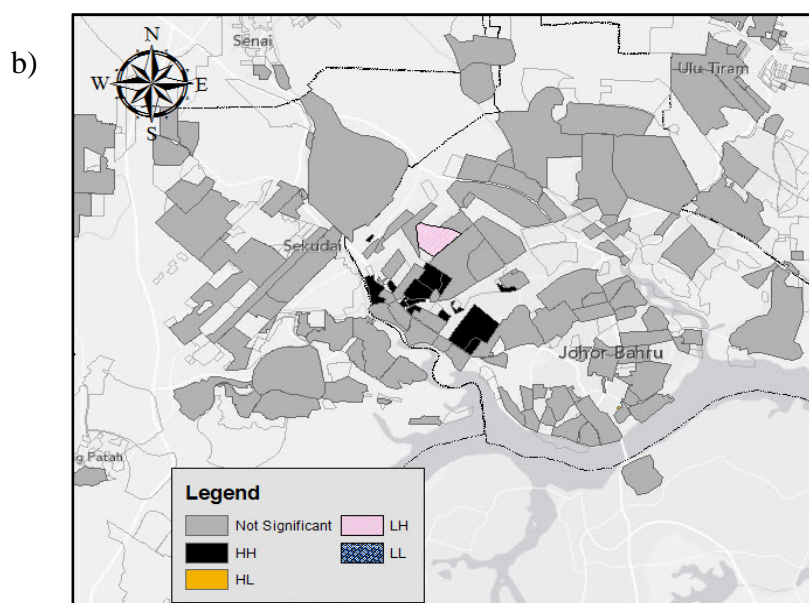 b)
N
W E
S
Senai
Ulu Tiram
Sekudai
Johor Bahru
g Patah
Legend
Not Significant
LH
HH
LL
HL